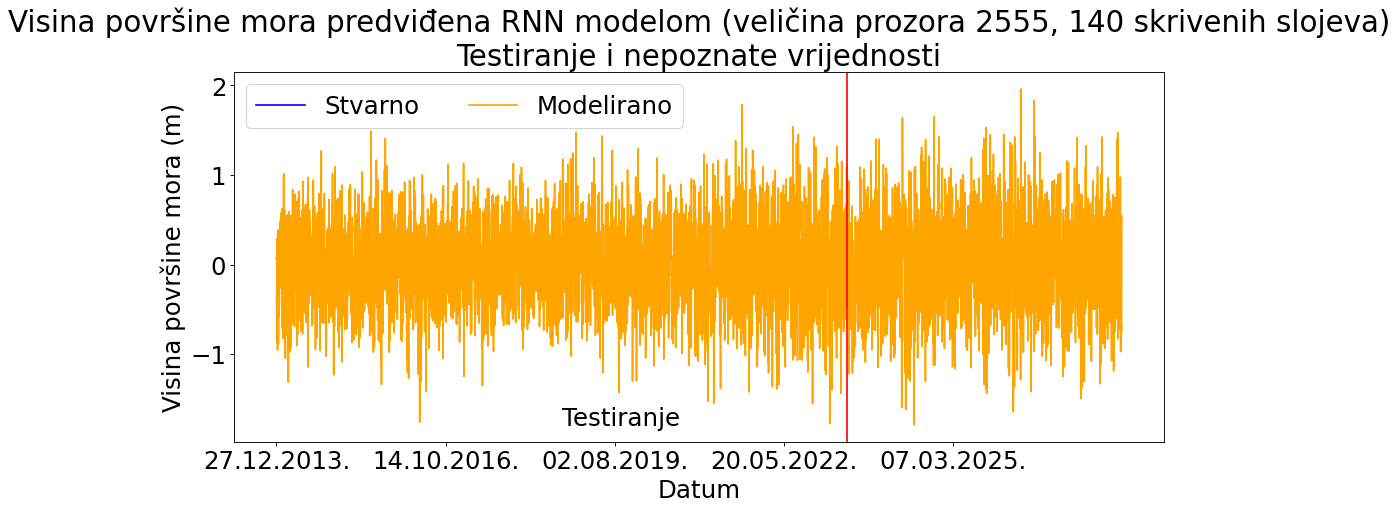 Visina površine mora predviđena RNN modelom (veličina prozora 2555, 140 skrivenih slojeva)
Testiranje i nepoznate vrijednosti
Stvarno
Modelirano
Visina površine mora (m)
2
1
0
−1
Testiranje
27.12.2013.
14.10.2016.
02.08.2019.
20.05.2022.
07.03.2025.
Datum